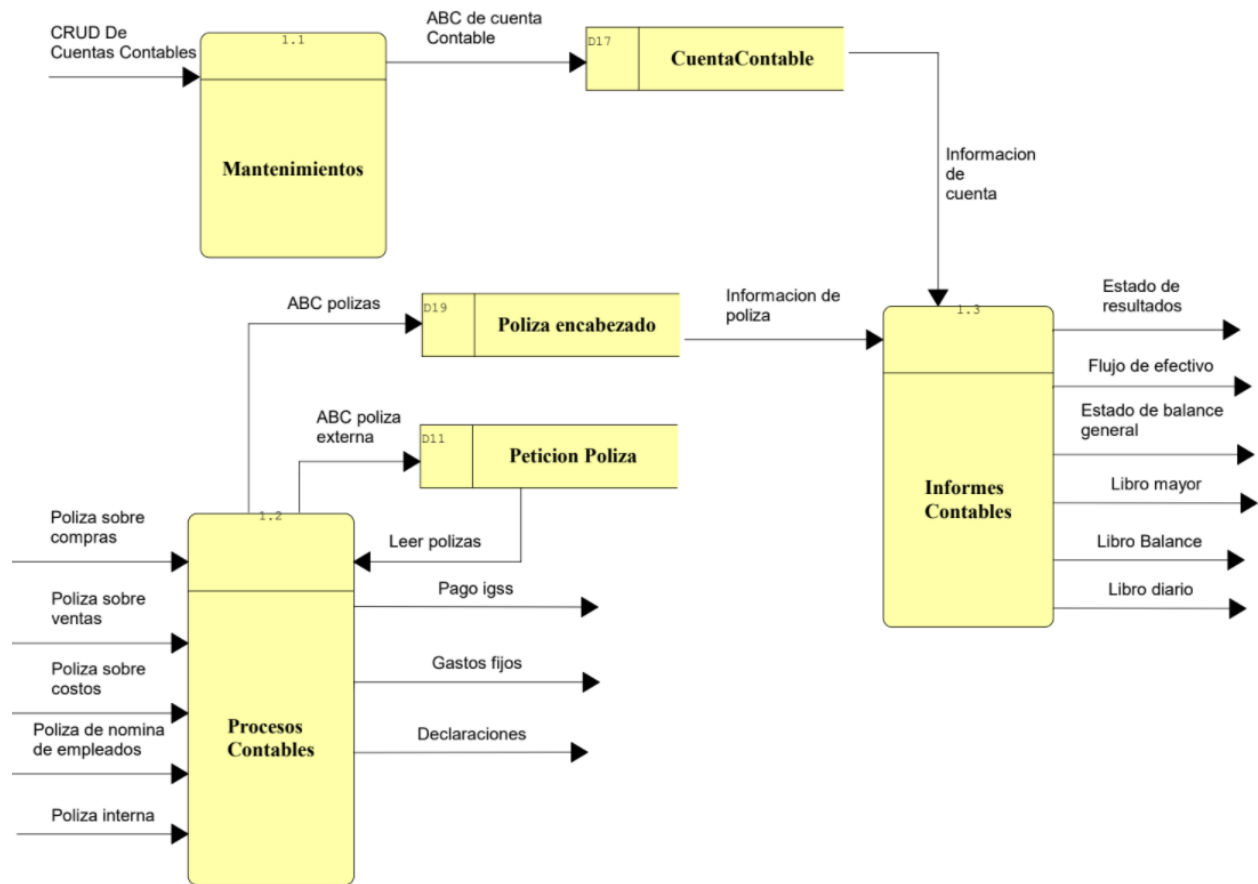 CRUD De
Cuentas Contables
1.1
Mantenimientos
ABC de cuenta
Contable
D17
CuentaContable
Informacion
de
cuenta
ABC polizas
D19
Poliza encabezado
Informacion de
poliza
1.3
Informes
Contables
Estado de
resultados
Flujo de efectivo
Estado de balance
general
Libro mayor
Libro Balance
Libro diario
ABC poliza
externa
D11
Peticion Poliza
Leer polizas
1.2
Procesos
Contables
Poliza sobre
compras
Poliza sobre
ventas
Poliza sobre
costos
Poliza de nomina
de empleados
Poliza interna
Pago igss
Gastos fijos
Declaraciones